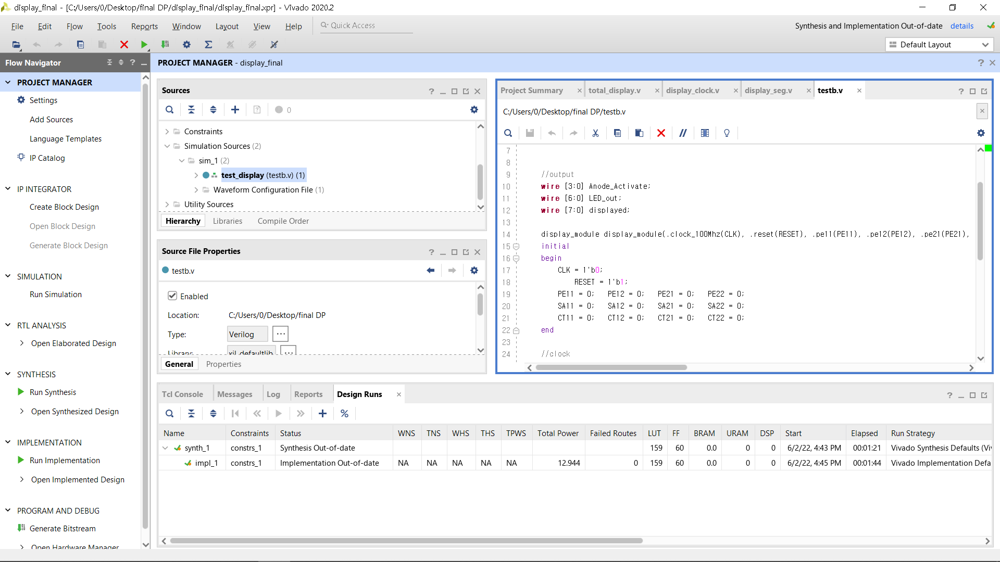 display_final - [C:/Users/0/Desktop/final DP/display_final/display_final.xpr] - Vivado 2020.2
File Edit Flow Tools Reports Window Layout View Help Quick Access
Synthesis and Implementation Out-of-date details
Default Layout
Flow Navigator
PROJECT MANAGER
Settings
Add Sources
Language Templates
IP Catalog
IP INTEGRATOR
Create Block Design
Open Block Design
Generate Block Design
SIMULATION
Run Simulation
RTL ANALYSIS
Open Elaborated Design
SYNTHESIS
Run Synthesis
Open Synthesized Design
IMPLEMENTATION
Run Implementation
Open Implemented Design
PROGRAM AND DEBUG
Generate Bitstream
Open Hardware Manager
PROJECT MANAGER - display_final
Sources
0
Constraints
Simulation Sources (2)
sim_1 (2)
test_display (testb.v) (1)
Waveform Configuration File (1)
Utility Sources
Hierarchy Libraries Compile Order
Source File Properties
testb.v
Enabled
Location: C:/Users/0/Desktop/final DP
Type: Verilog ...
Library: xil_defaultlib ...
General Properties
Project Summary total_display.v display_clock.v display_seg.v testb.v
C:/Users/0/Desktop/final DP/testb.v
7
8
9 //output
10 wire [3:0] Anode_Activate;
11 wire [6:0] LED_out;
12 wire [7:0] displayed;
13
14 display_module display_module(.clock_100Mhz(CLK), .reset(RESET), .pe11(PE11), .pe12(PE12), .pe21(PE21),
15 initial
16 begin
17 CLK = 1'b0;
18 RESET = 1'b1;
19 PE11 = 0; PE12 = 0; PE21 = 0; PE22 = 0;
20 SA11 = 0; SA12 = 0; SA21 = 0; SA22 = 0;
21 CT11 = 0; CT12 = 0; CT21 = 0; CT22 = 0;
22 end
23
24 //clock
Tcl Console Messages Log Reports Design Runs
Name Constraints Status WNS TNS WHS THS TPWS Total Power Failed Routes LUT FF BRAM URAM DSP Start Elapsed Run Strategy
synth_1 constrs_1 Synthesis Out-of-date 159 60 0.0 0 0 6/2/22, 4:43 PM 00:01:21 Vivado Synthesis Defaults (Viv
impl_1 constrs_1 Implementation Out-of-date NA NA NA NA NA 12.944 0 159 60 0.0 0 0 6/2/22, 4:45 PM 00:01:44 Vivado Implementation Defa